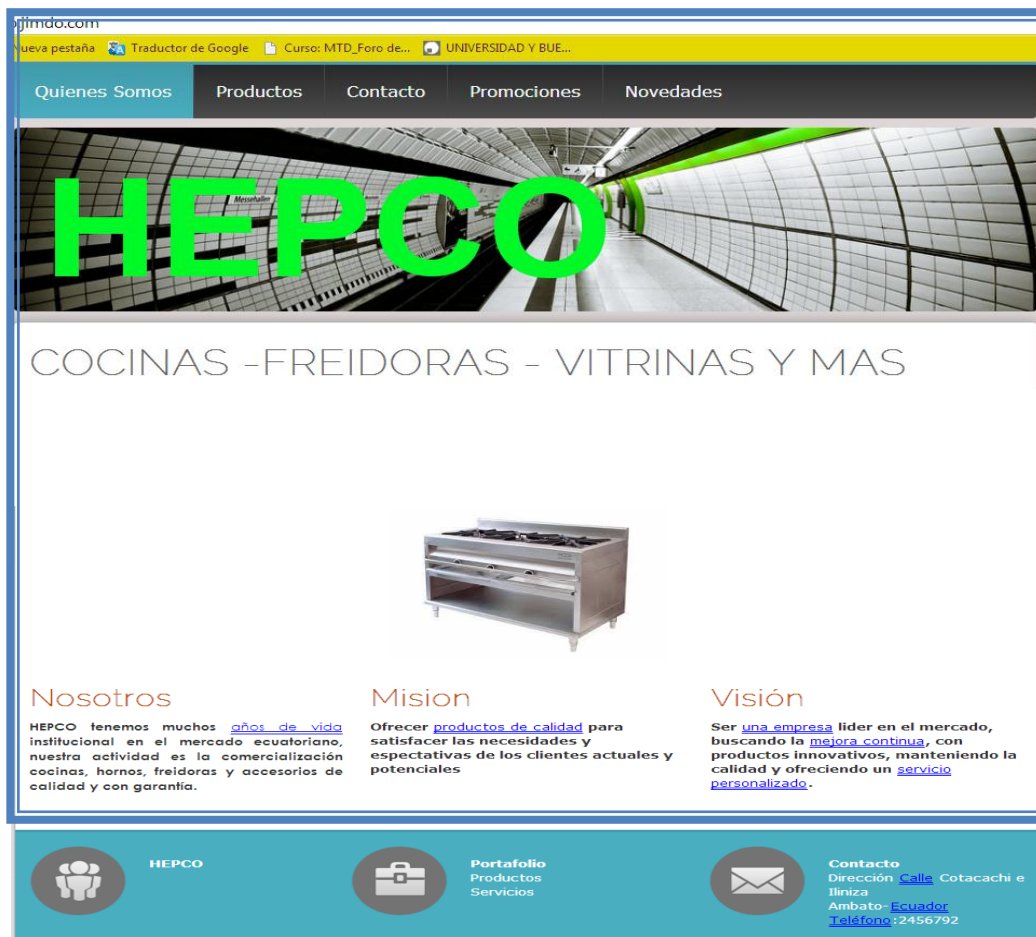 jimdo.com
Nueva pestaña Traductor de Google Curso: MTD_Foro de... UNIVERSIDAD Y BUE...
Quienes Somos Productos Contacto Promociones Novedades
Messehallen
HEPCO
COCINAS -FREIDORAS - VITRINAS Y MAS
Nosotros
HEPCO tenemos muchos años de vida
institucional en el mercado ecuatoriano,
nuestra actividad es la comercialización
cocinas, hornos, freidoras y accesorios de
calidad y con garantía.
Mision
Ofrecer productos de calidad para
satisfacer las necesidades y
espectativas de los clientes actuales y
potenciales
Visión
Ser una empresa lider en el mercado,
buscando la mejora continua, con
productos innovativos, manteniendo la
calidad y ofreciendo un servicio
personalizado.
HEPCO
Portafolio
Productos
Servicios
Contacto
Dirección Calle Cotacachi e
Iliniza
Ambato-Ecuador
Teléfono:2456792